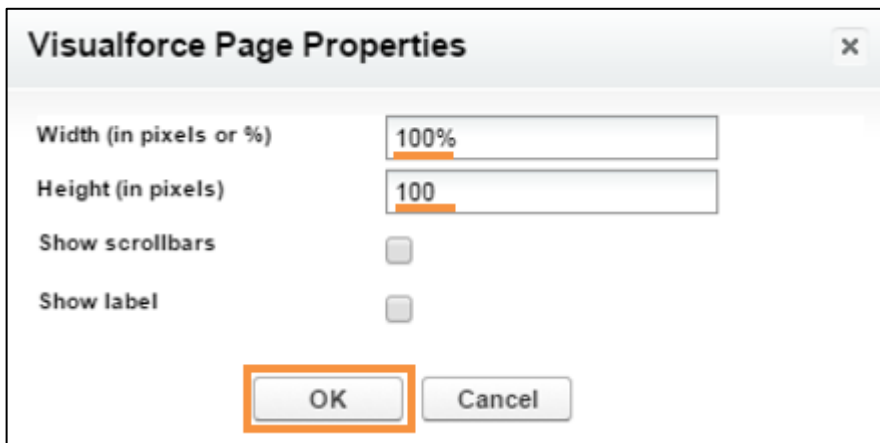 Visualforce Page Properties
Width (in pixels or %) 100%
Height (in pixels) 100
Show scrollbars
Show label
OK Cancel